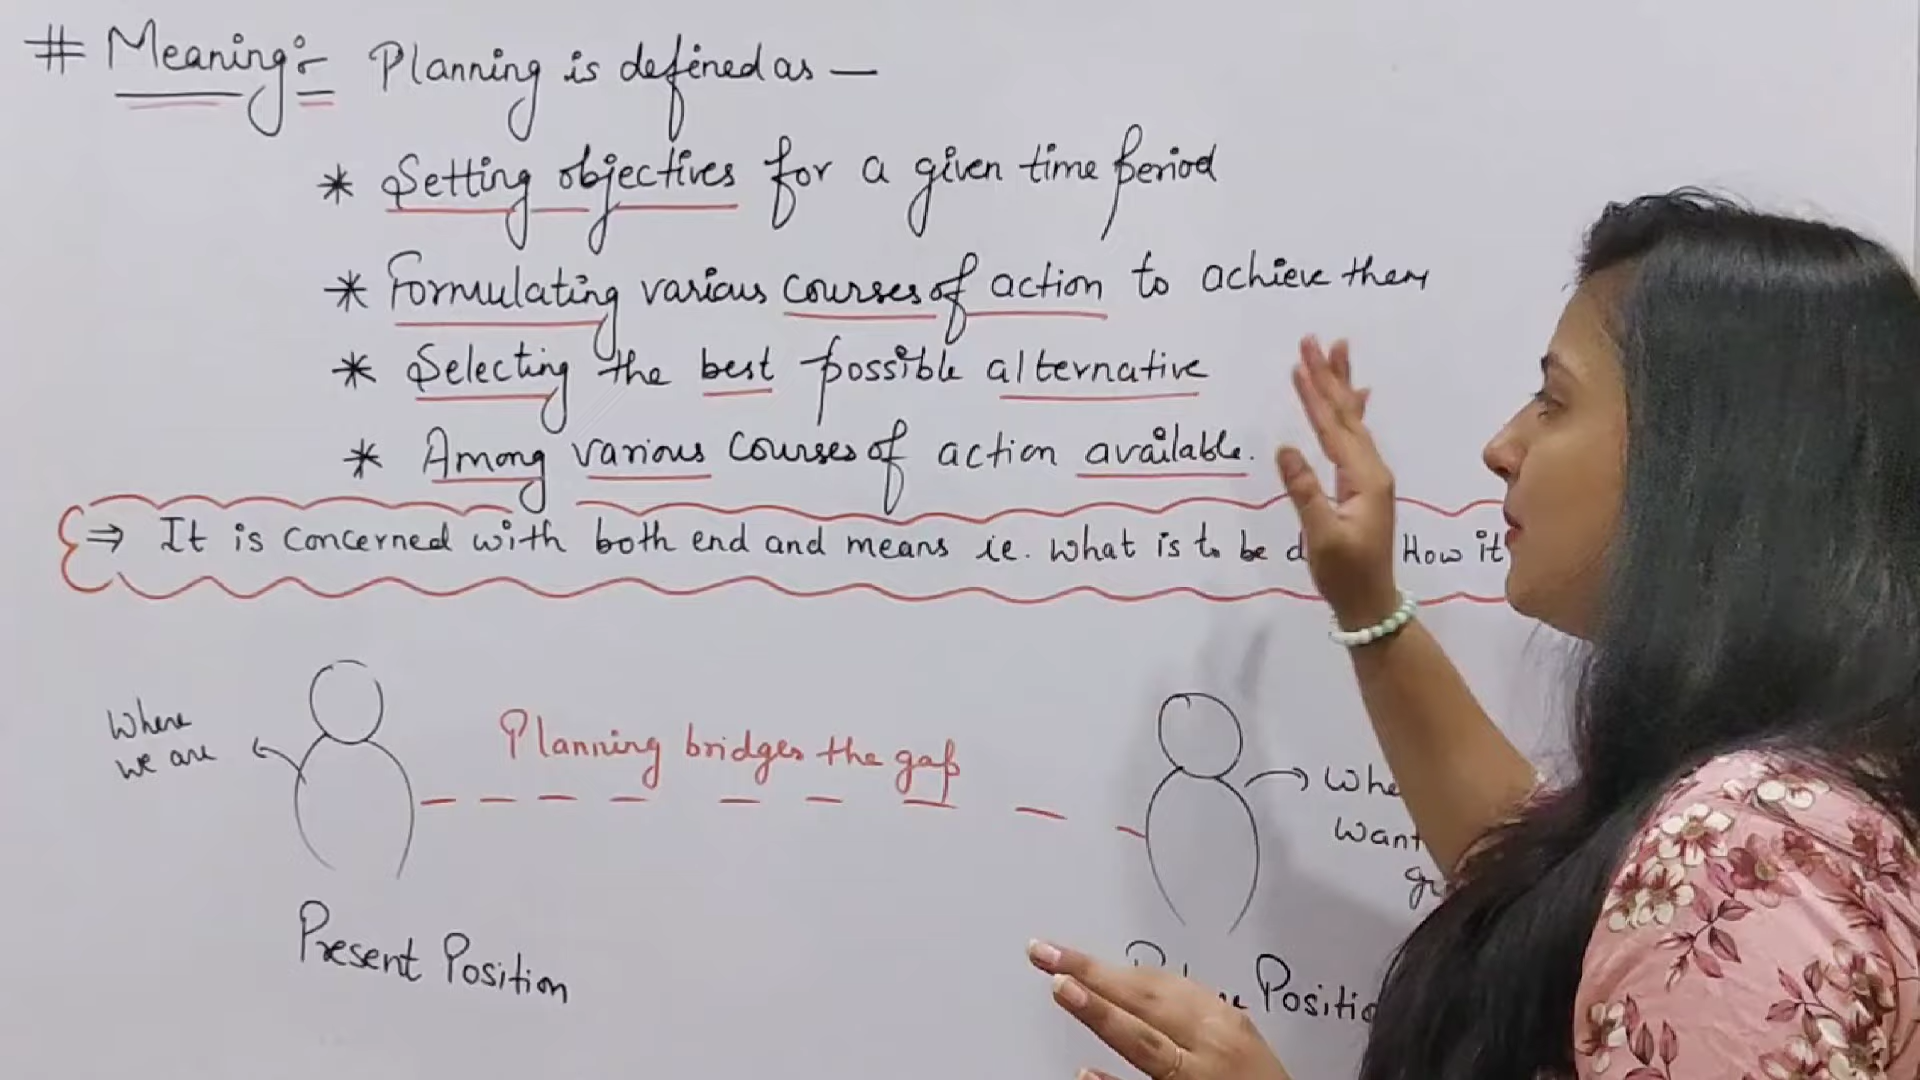 # Meaning:- Planning is defined as —
* Setting objectives for a given time period
* Formulating various courses of action to achieve them
* Selecting the best possible alternative
* Among various courses of action available.
⇒ It is concerned with both end and means ie. what is to be How it
Where
we are
Planning bridges the gap
want
Present Position
Position